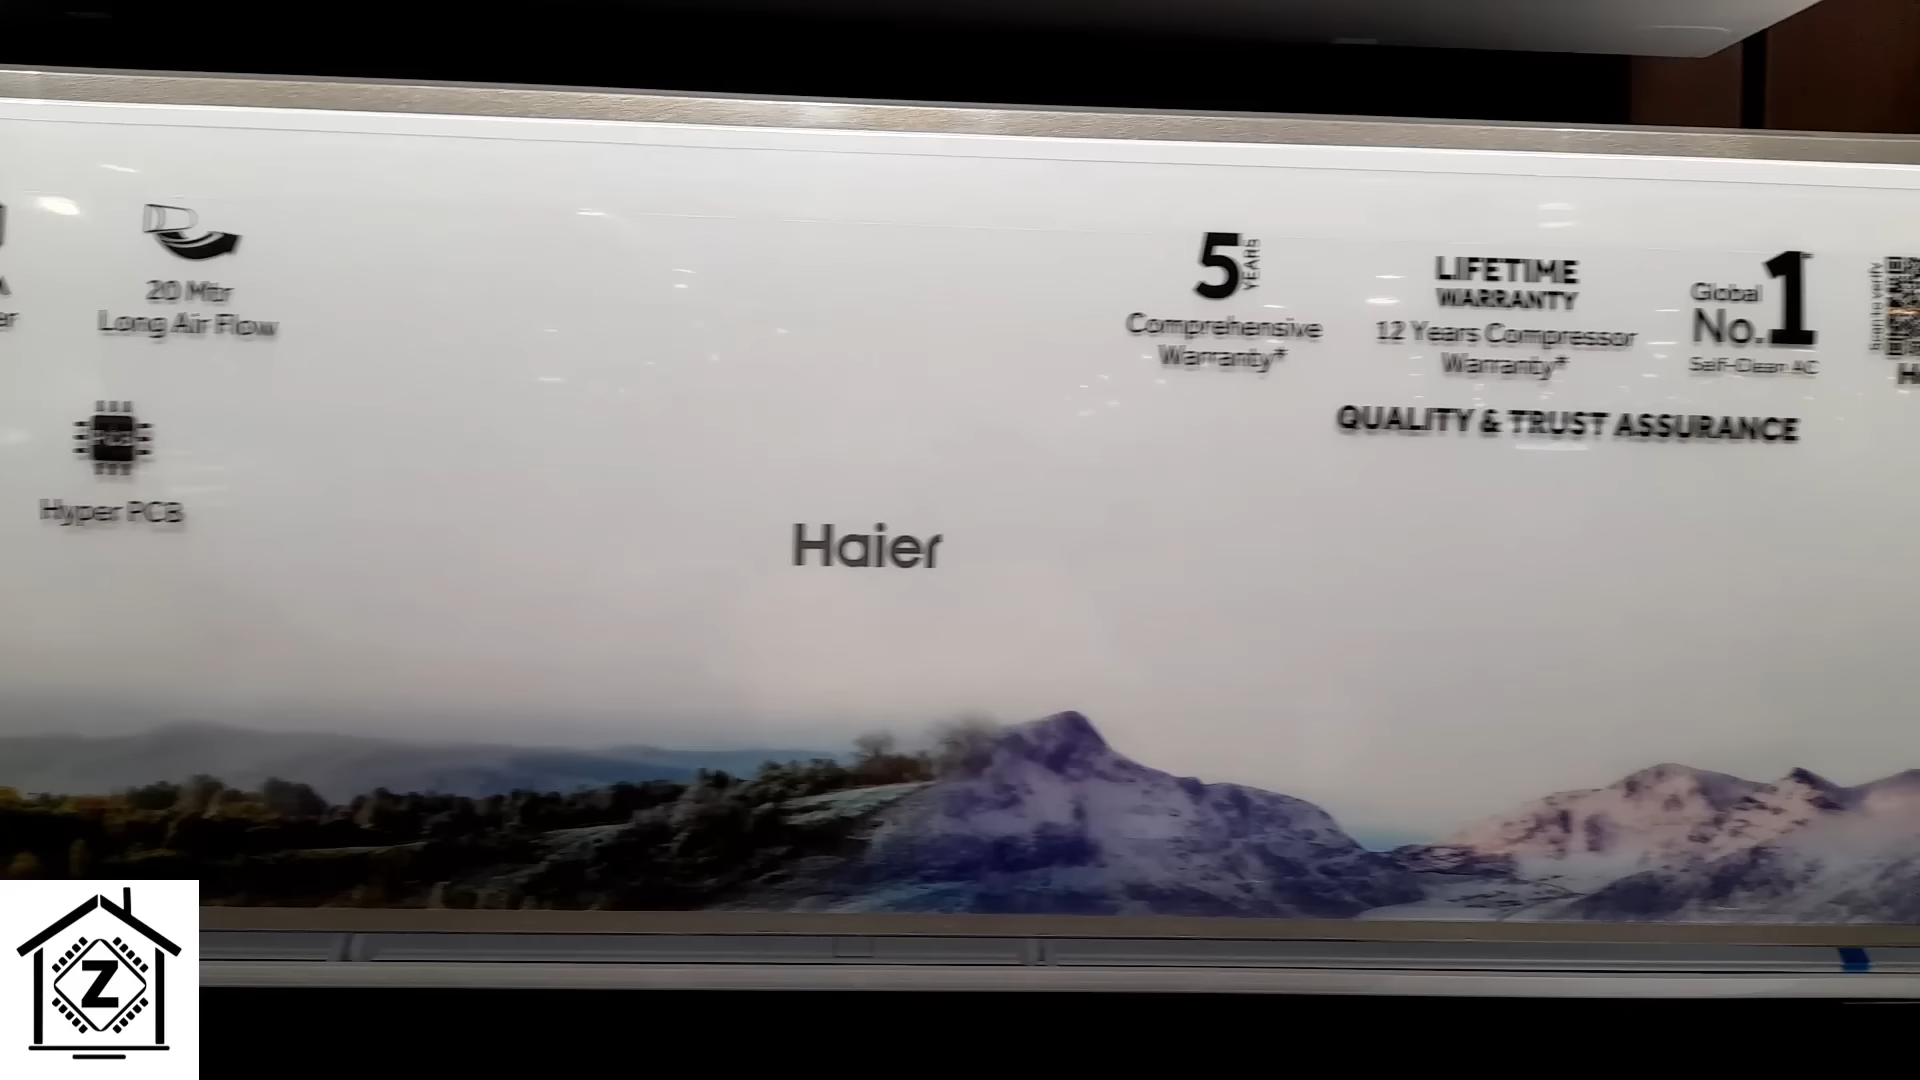 20 Mtr
Long Air Flow
Hyper PCB
Haier
5 YEARS
Comprehensive
Warranty*
LIFETIME
WARRANTY
12 Years Compressor
Warranty*
Global
No.1
Self-Clean AC
QUALITY & TRUST ASSURANCE
Z